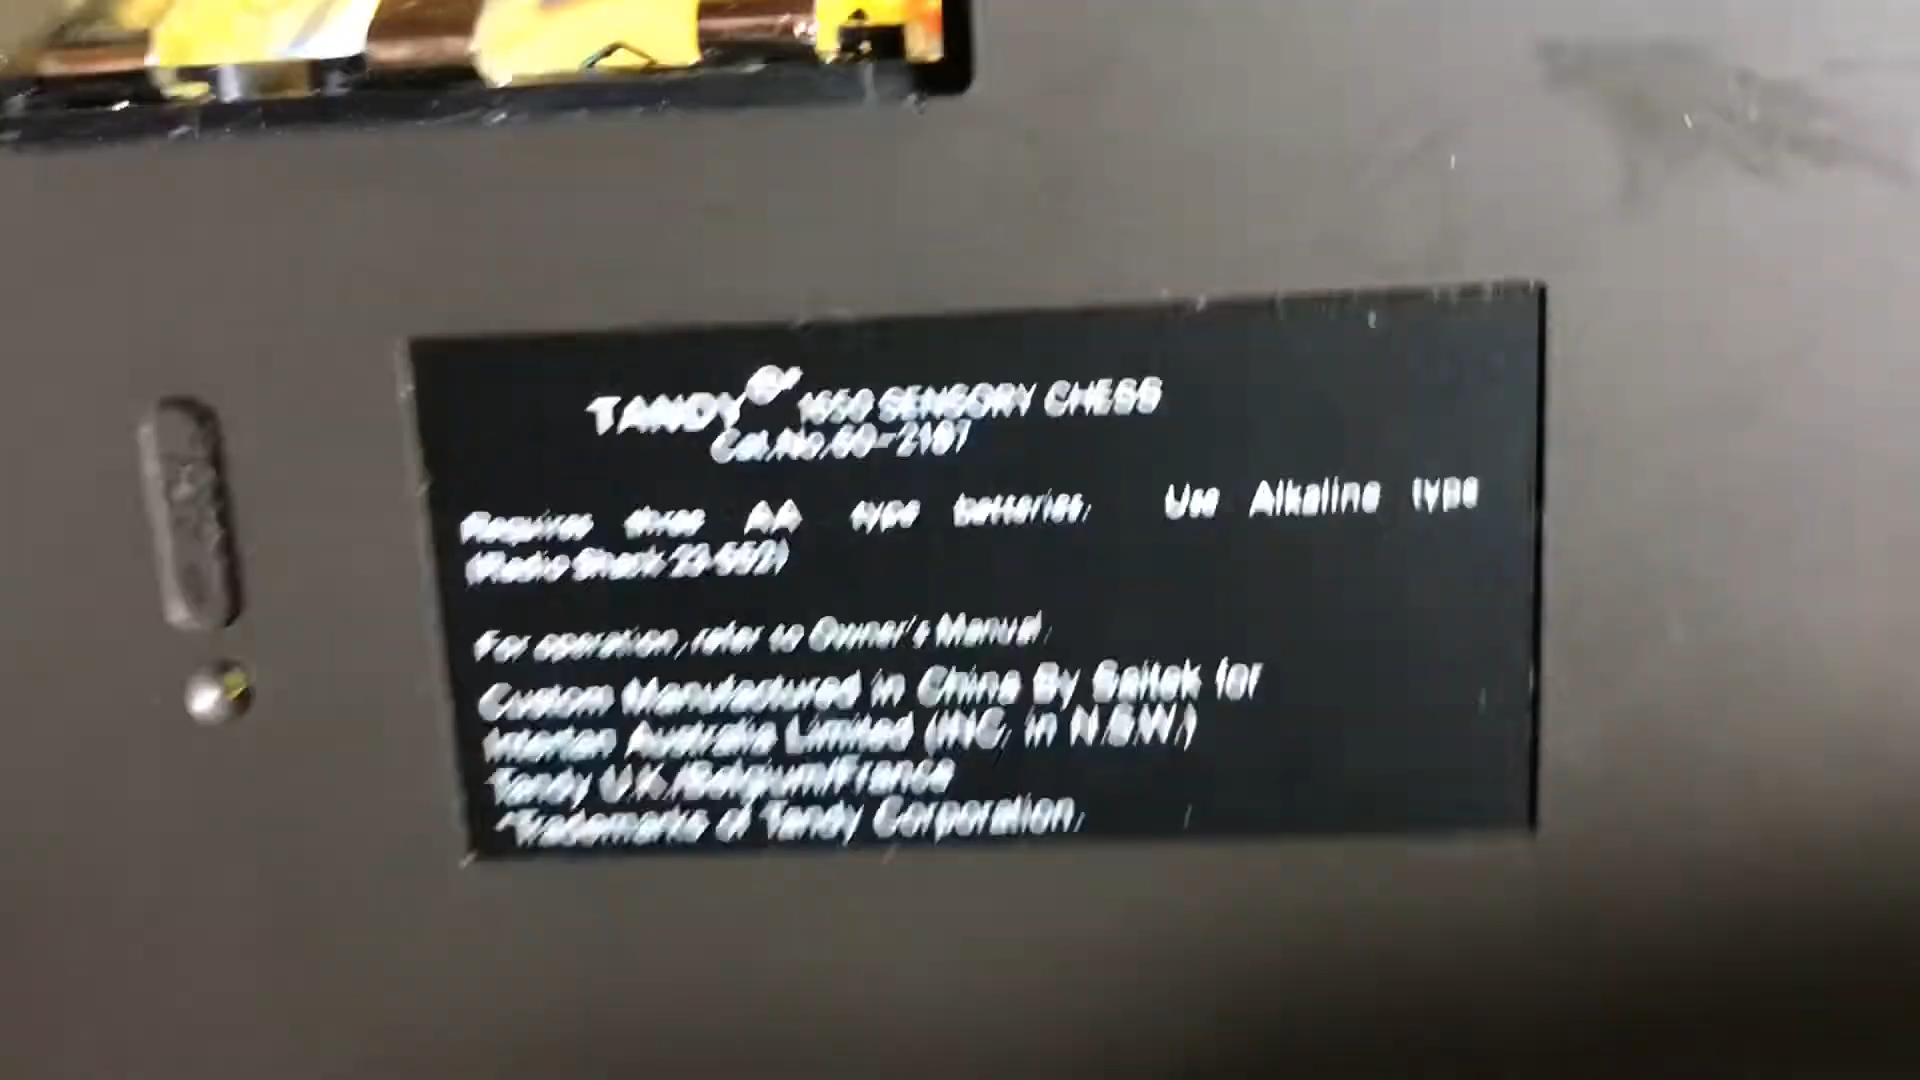 TANDY®* 1650 SENSORY CHESS
Cat.No.60-2197
Requires three AA type batteries. Use Alkaline type
(Radio Shack 23-552)
For operation, refer to Owner's Manual.
Custom Manufactured in China By Saitek for
Intertan Australia Limited (INC. in N.S.W.)
Tandy U.K./Belgium/France
*Trademarks of Tandy Corporation.